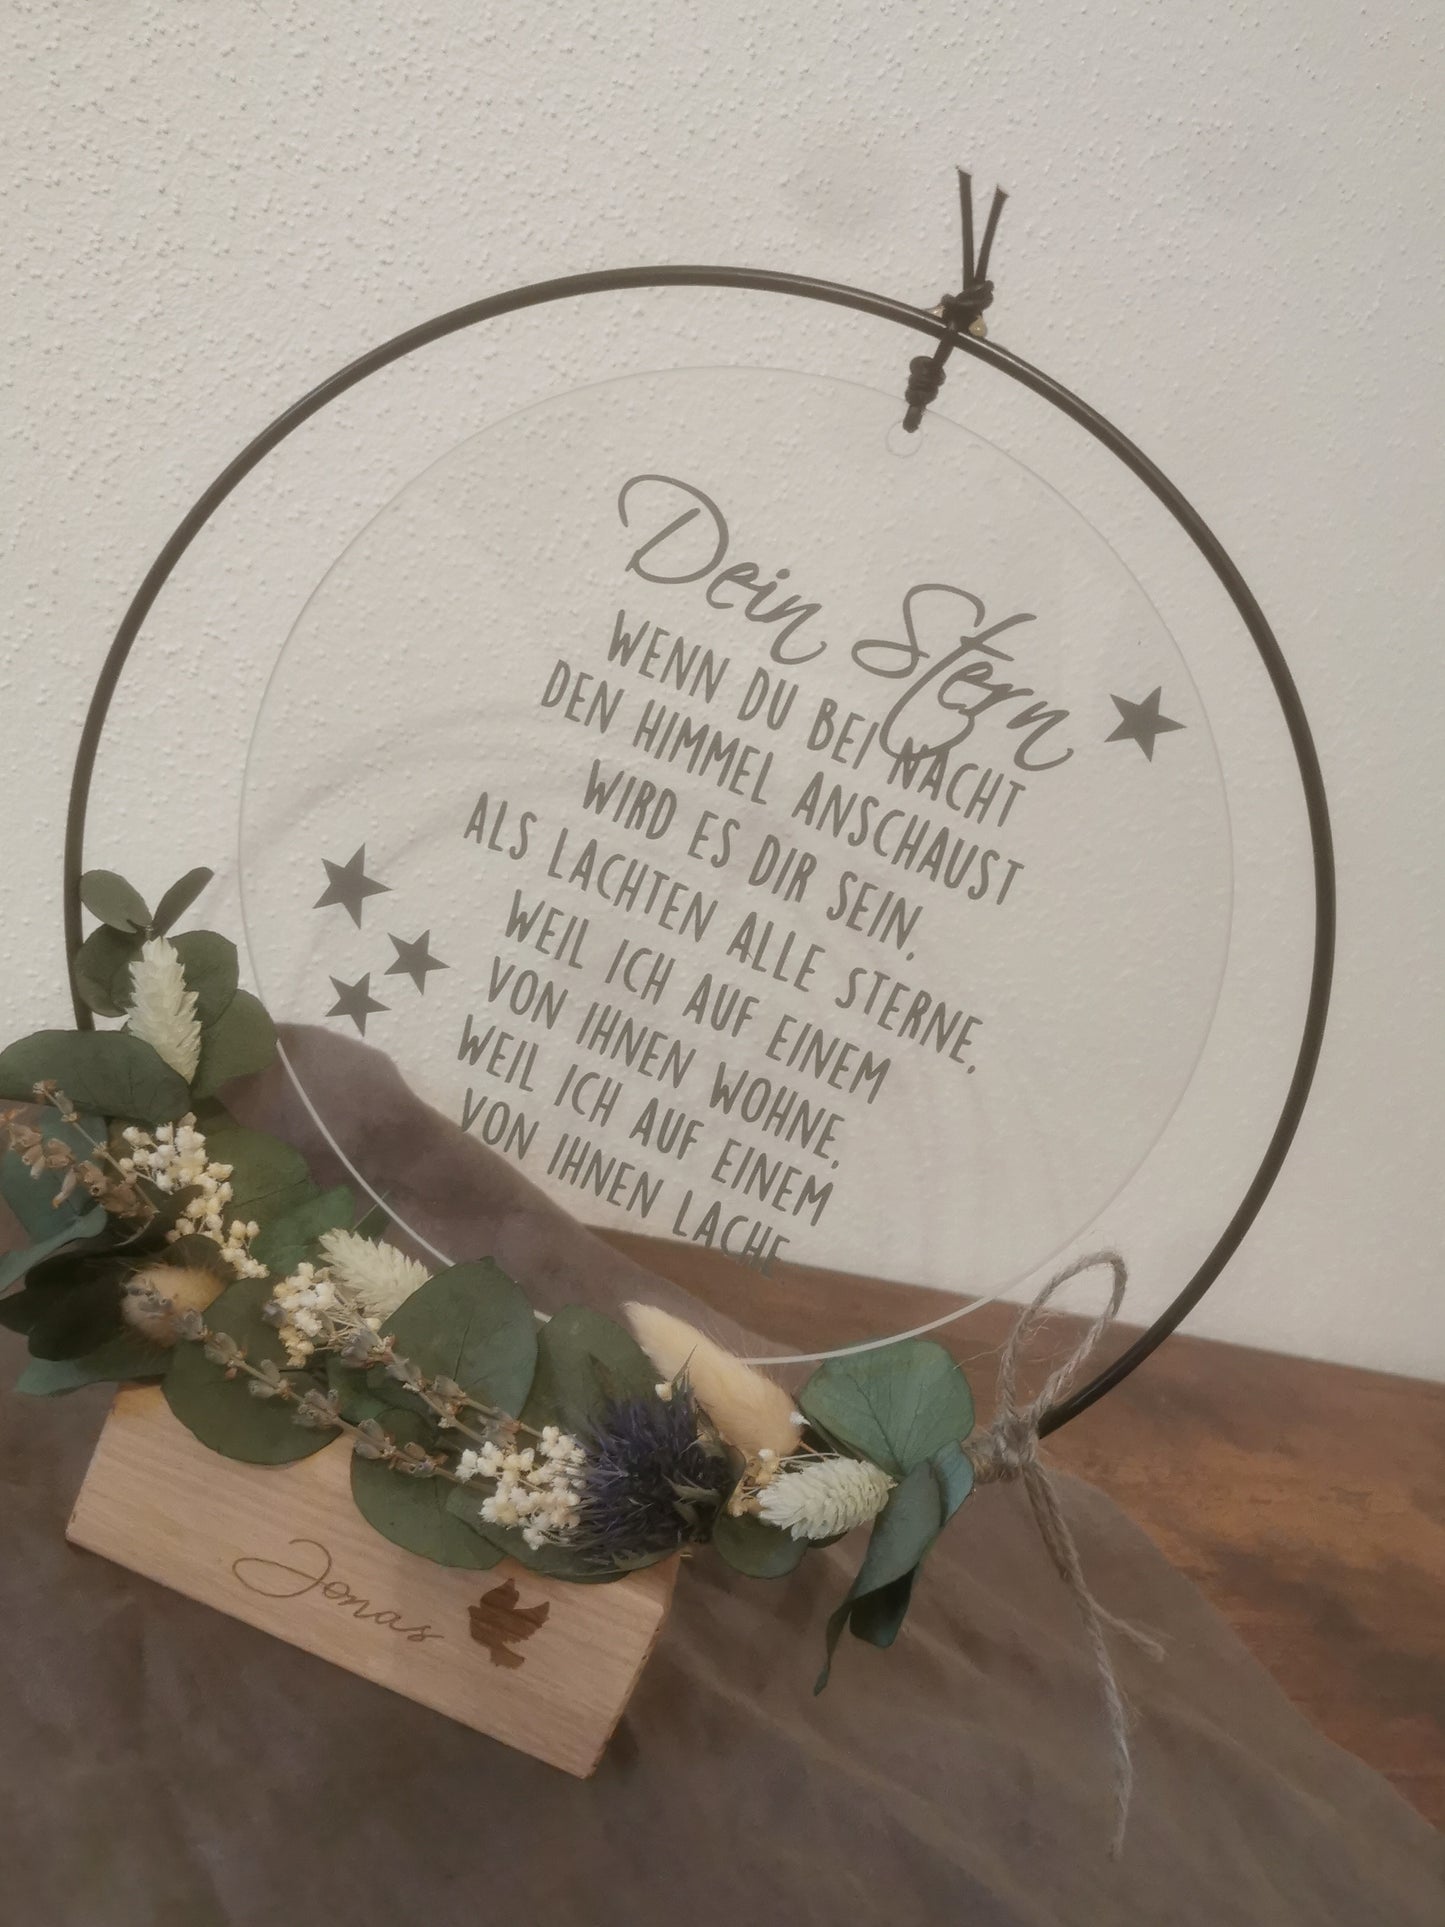 Dein Stern
WENN DU BEI NACHT
DEN HIMMEL ANSCHAUST
WIRD ES DIR SEIN,
ALS LACHTEN ALLE STERNE,
WEIL ICH AUF EINEM
VON IHNEN WOHNE,
WEIL ICH AUF EINEM
VON IHNEN LACHE
Jonas